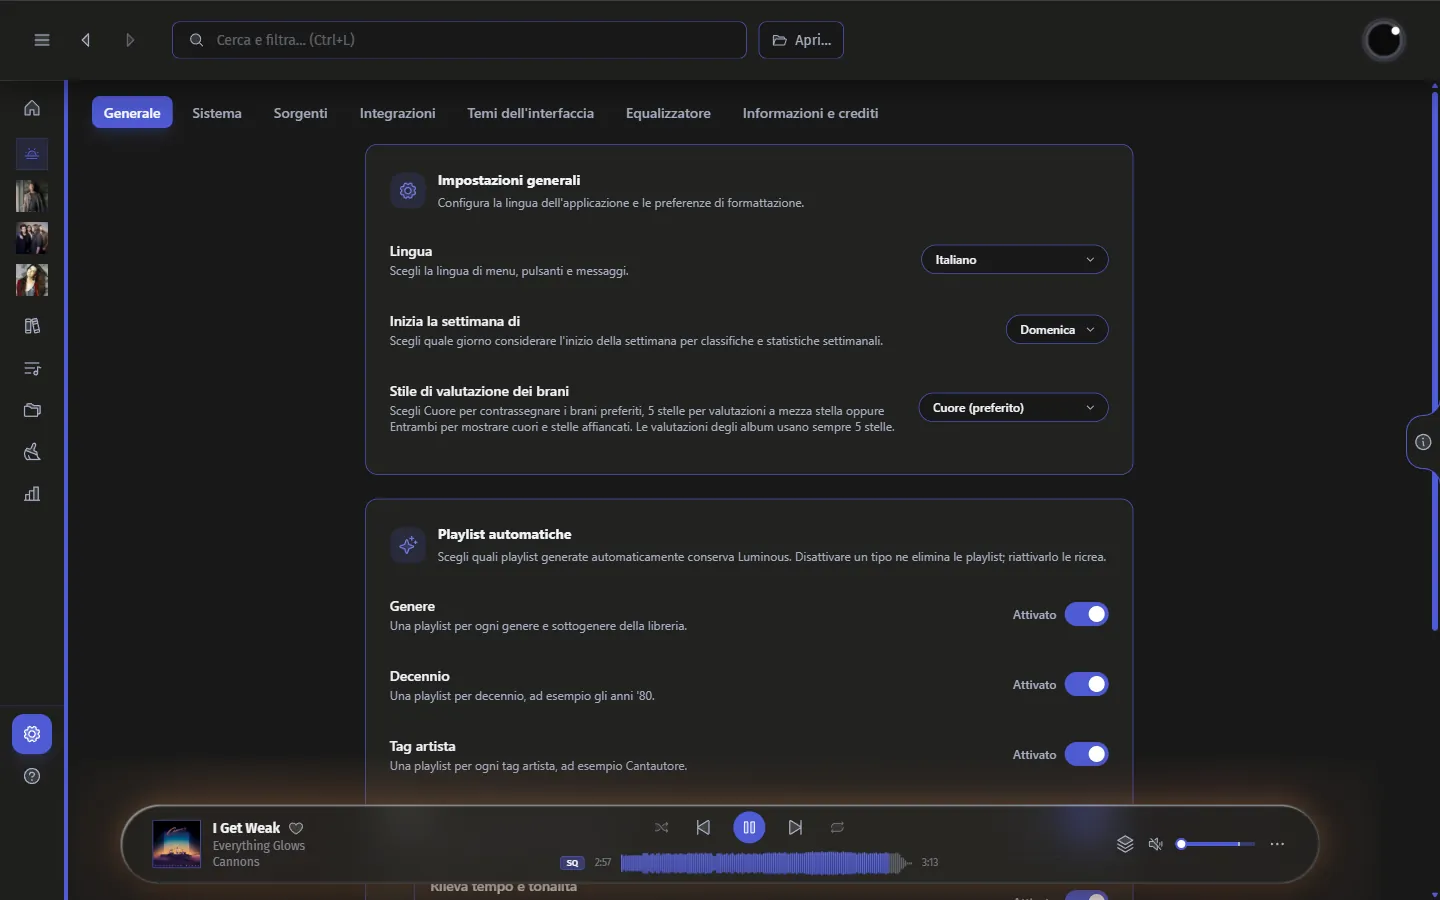 Cerca e filtra... (Ctrl+L)
Apri...
Generale
Sistema
Sorgenti
Integrazioni
Temi dell'interfaccia
Equalizzatore
Informazioni e crediti
Impostazioni generali
Configura la lingua dell'applicazione e le preferenze di formattazione.
Lingua
Scegli la lingua di menu, pulsanti e messaggi.
Italiano
Inizia la settimana di
Scegli quale giorno considerare l'inizio della settimana per classifiche e statistiche settimanali.
Domenica
Stile di valutazione dei brani
Scegli Cuore per contrassegnare i brani preferiti, 5 stelle per valutazioni a mezza stella oppure
Entrambi per mostrare cuori e stelle affiancati. Le valutazioni degli album usano sempre 5 stelle.
Cuore (preferito)
Playlist automatiche
Scegli quali playlist generate automaticamente conserva Luminous. Disattivare un tipo ne elimina le playlist; riattivarlo le ricrea.
Genere
Una playlist per ogni genere e sottogenere della libreria.
Attivato
Decennio
Una playlist per decennio, ad esempio gli anni '80.
Attivato
Tag artista
Una playlist per ogni tag artista, ad esempio Cantautore.
Attivato
I Get Weak
Everything Glows
Cannons
SQ
2:57
3:13
Rileva tempo e tonalità